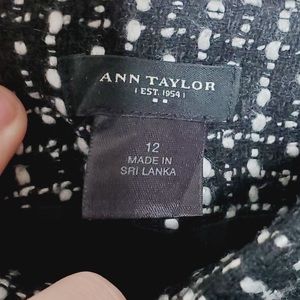 ANN TAYLOR
EST. 1954
12
MADE IN
SRI LANKA